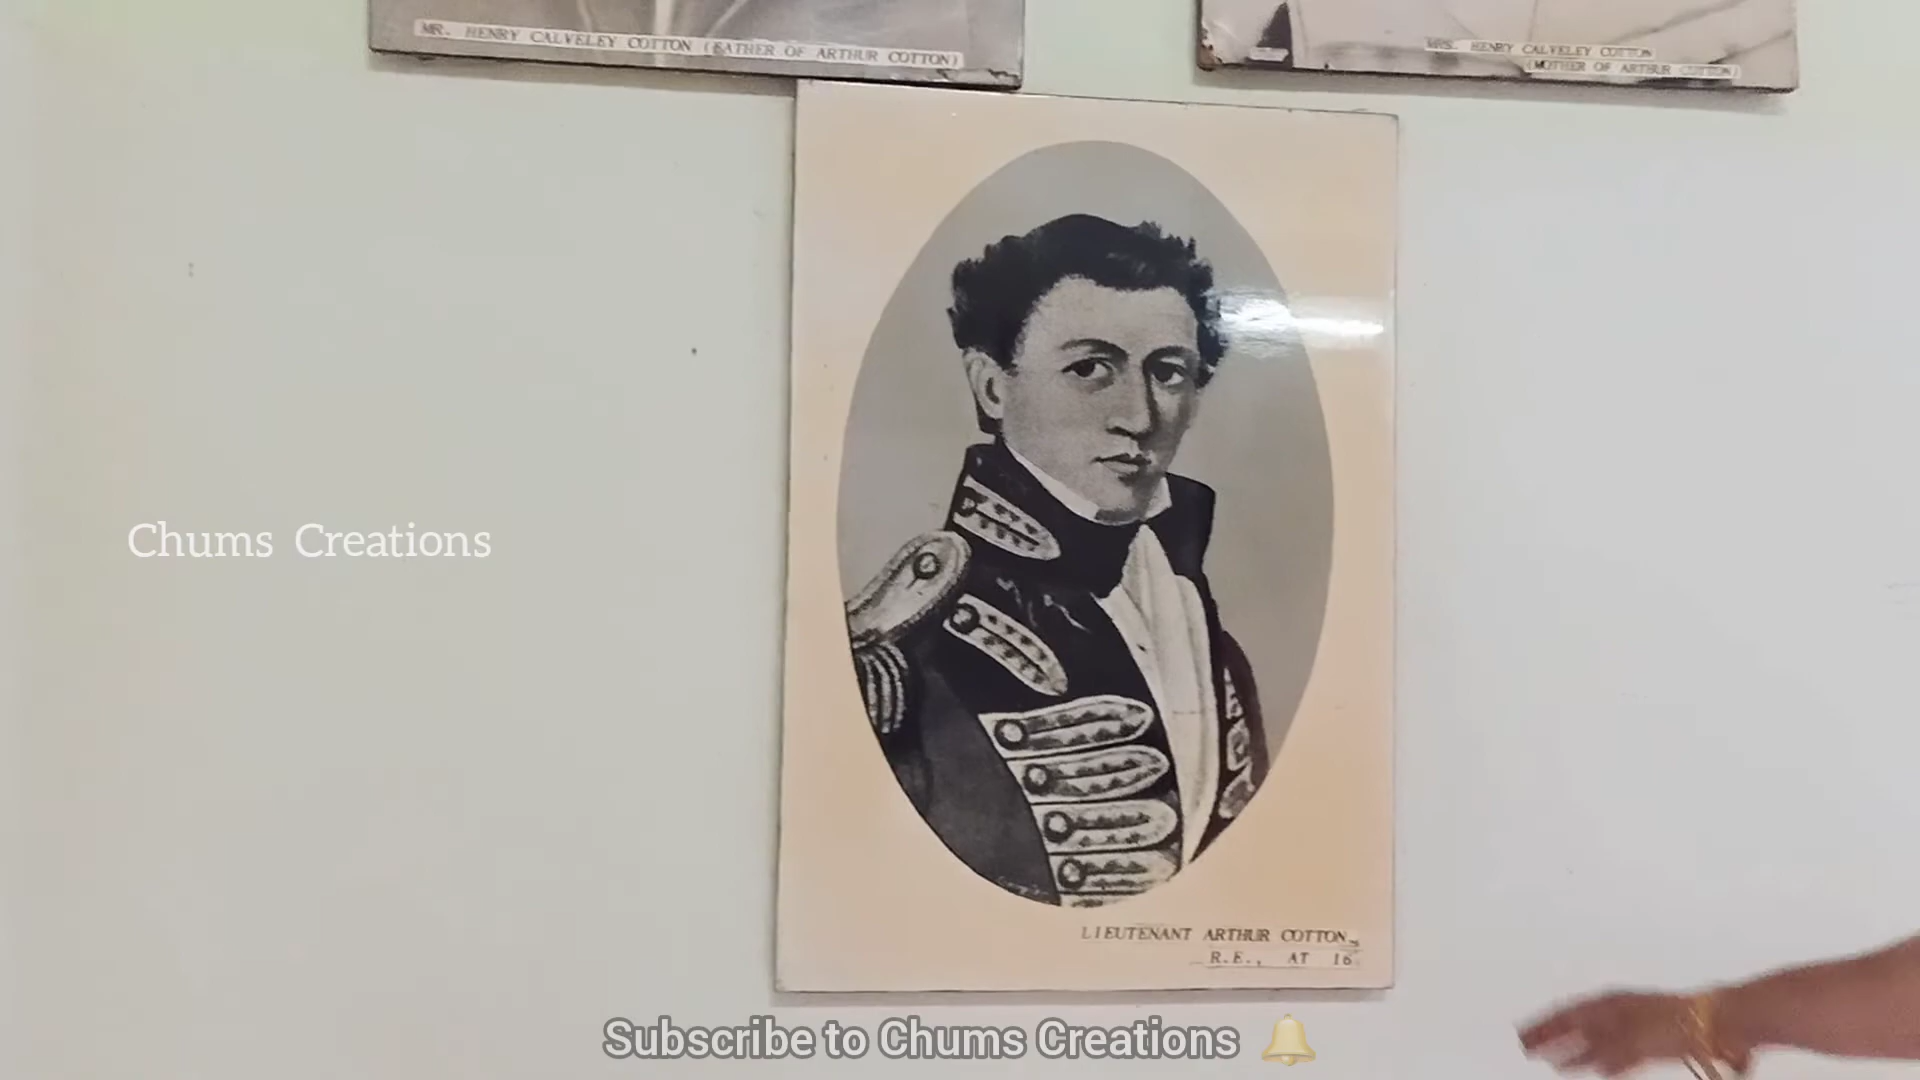 MR. HENRY CALVELEY COTTON (FATHER OF ARTHUR COTTON)
MRS. HENRY CALVELEY COTTON
(MOTHER OF ARTHUR COTTON)
Chums Creations
LIEUTENANT ARTHUR COTTON,
R.E., AT 16
Subscribe to Chums Creations